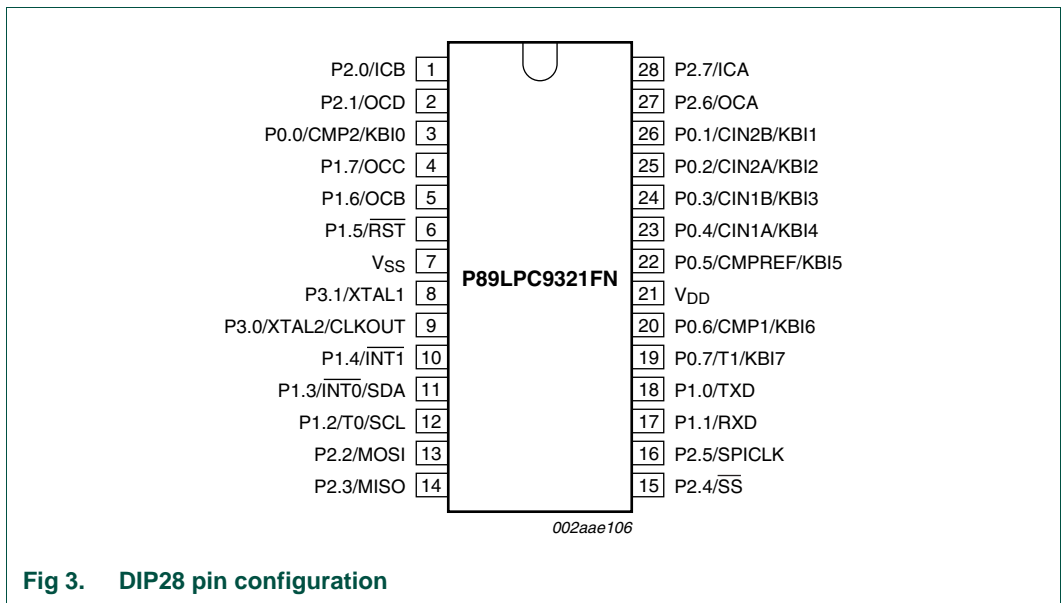 P2.0/ICB 1 28 P2.7/ICA
P2.1/OCD 2 27 P2.6/OCA
P0.0/CMP2/KBI0 3 26 P0.1/CIN2B/KBI1
P1.7/OCC 4 25 P0.2/CIN2A/KBI2
P1.6/OCB 5 24 P0.3/CIN1B/KBI3
P1.5/R̅S̅T̅ 6 23 P0.4/CIN1A/KBI4
VSS 7 22 P0.5/CMPREF/KBI5
P89LPC9321FN
P3.1/XTAL1 8 21 VDD
P3.0/XTAL2/CLKOUT 9 20 P0.6/CMP1/KBI6
P1.4/I̅N̅T̅1̅ 10 19 P0.7/T1/KBI7
P1.3/I̅N̅T̅0̅/SDA 11 18 P1.0/TXD
P1.2/T0/SCL 12 17 P1.1/RXD
P2.2/MOSI 13 16 P2.5/SPICLK
P2.3/MISO 14 15 P2.4/S̅S̅
002aae106
Fig 3. DIP28 pin configuration